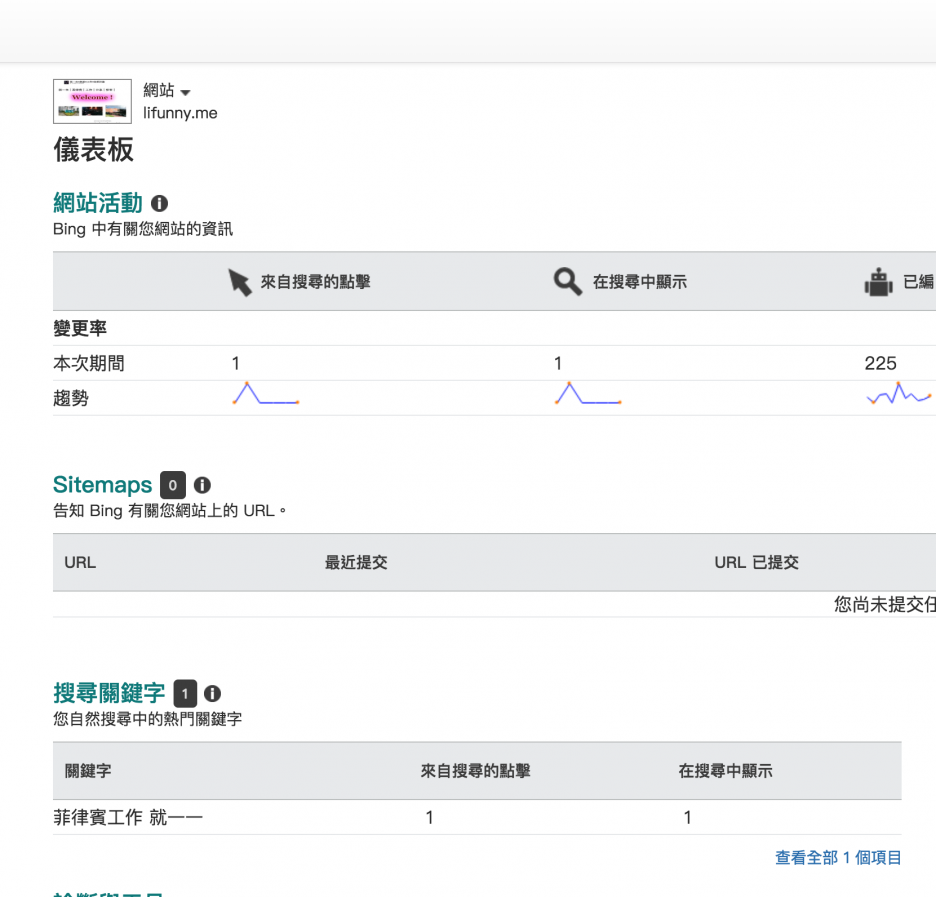 Welcome!
網站
lifunny.me
儀表板
網站活動
Bing 中有關您網站的資訊
來自搜尋的點擊 在搜尋中顯示 已編
變更率
本次期間 1 1 225
趨勢
Sitemaps 0
告知 Bing 有關您網站上的 URL。
URL 最近提交 URL 已提交
您尚未提交任
搜尋關鍵字 1
您自然搜尋中的熱門關鍵字
關鍵字 來自搜尋的點擊 在搜尋中顯示
菲律賓工作 就一一 1 1
查看全部 1 個項目